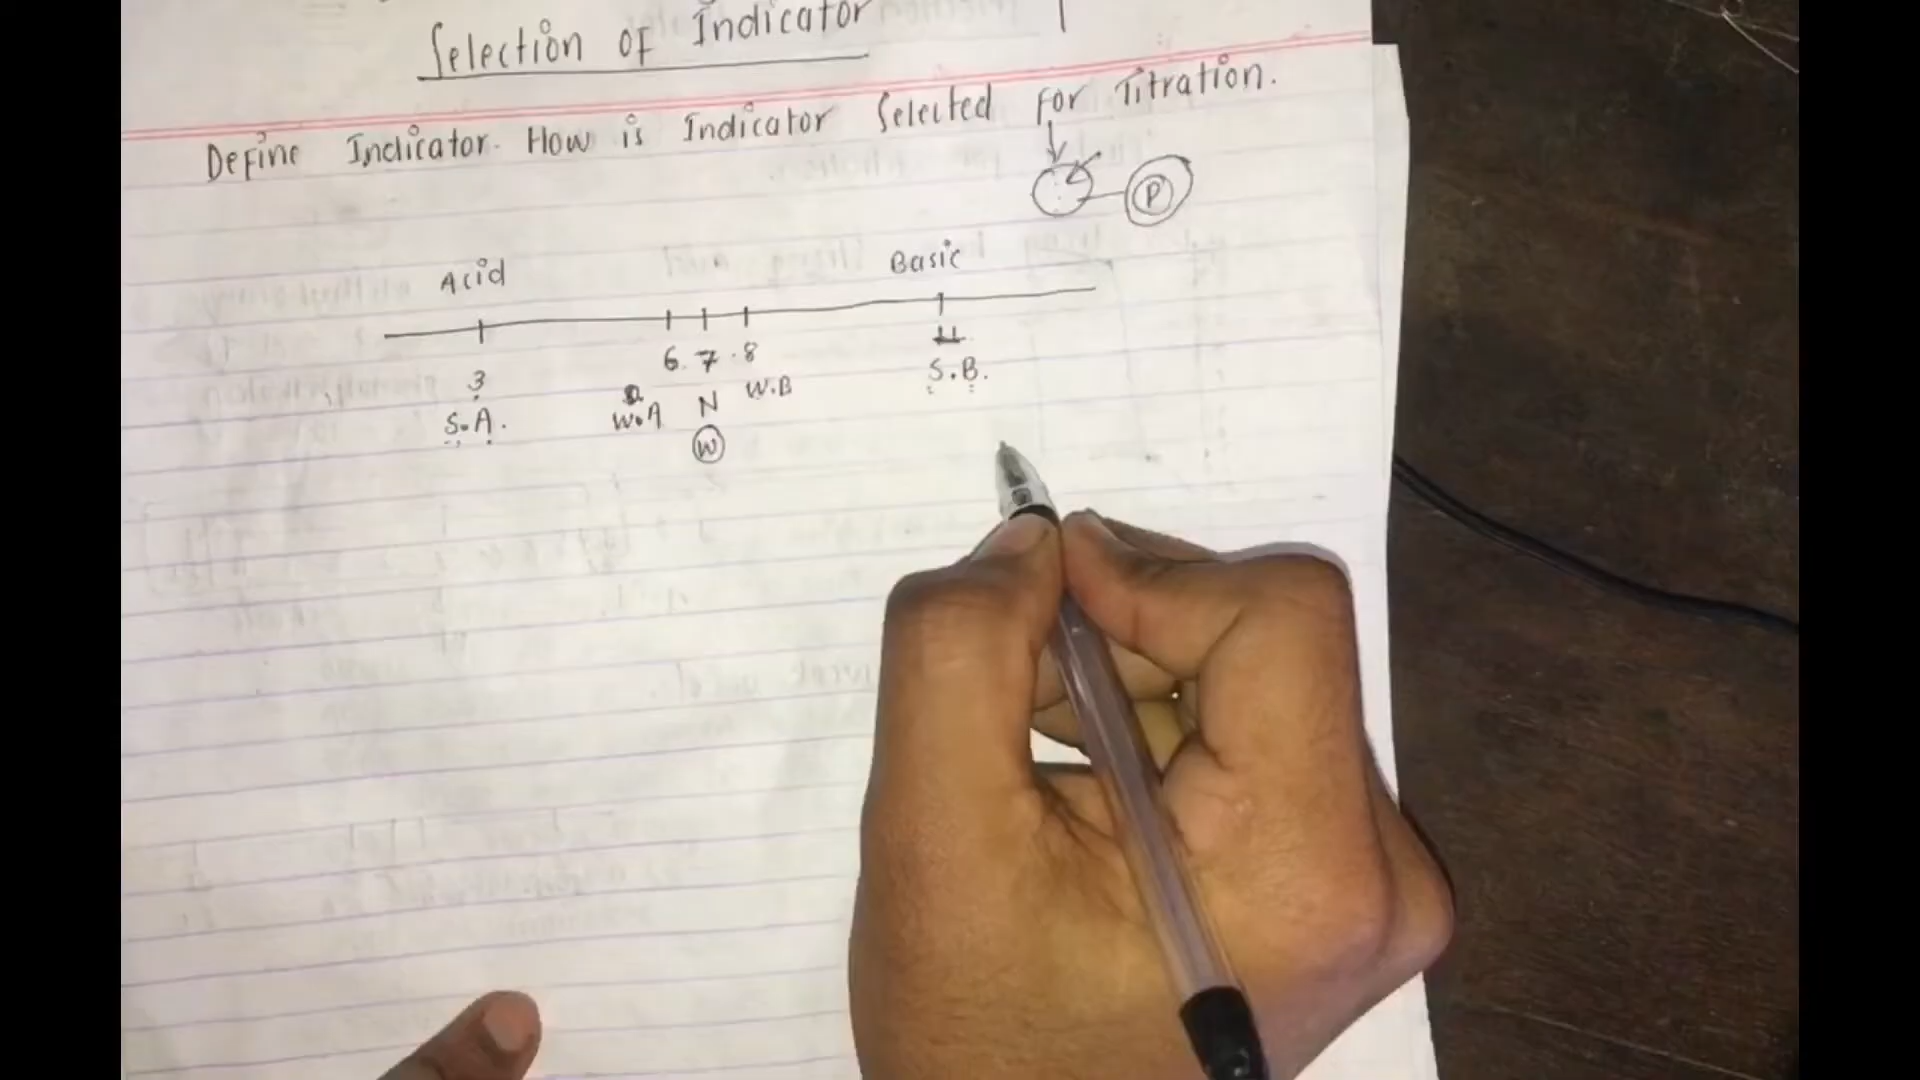 Selection of Indicator
Define Indicator. How is Indicator Selected for Titration.
P
Acid Basic
6 7 8 11
3 W.A N W.B S.B.
S.A. W